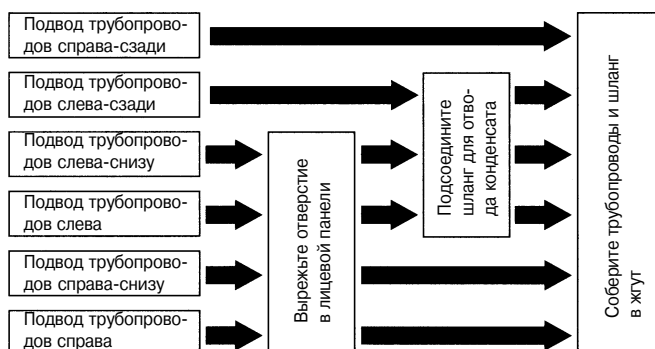 Подвод трубопрово-
дов справа-сзади
Подвод трубопрово-
дов слева-сзади
Подвод трубопрово-
дов слева-снизу
Подвод трубопрово-
дов слева
Подвод трубопрово-
дов справа-снизу
Подвод трубопрово-
дов справа
Вырежьте отверстие
в лицевой панели
Подсоедините
шланг для отво-
да конденсата
Соберите трубопроводы и шланг
в жгут